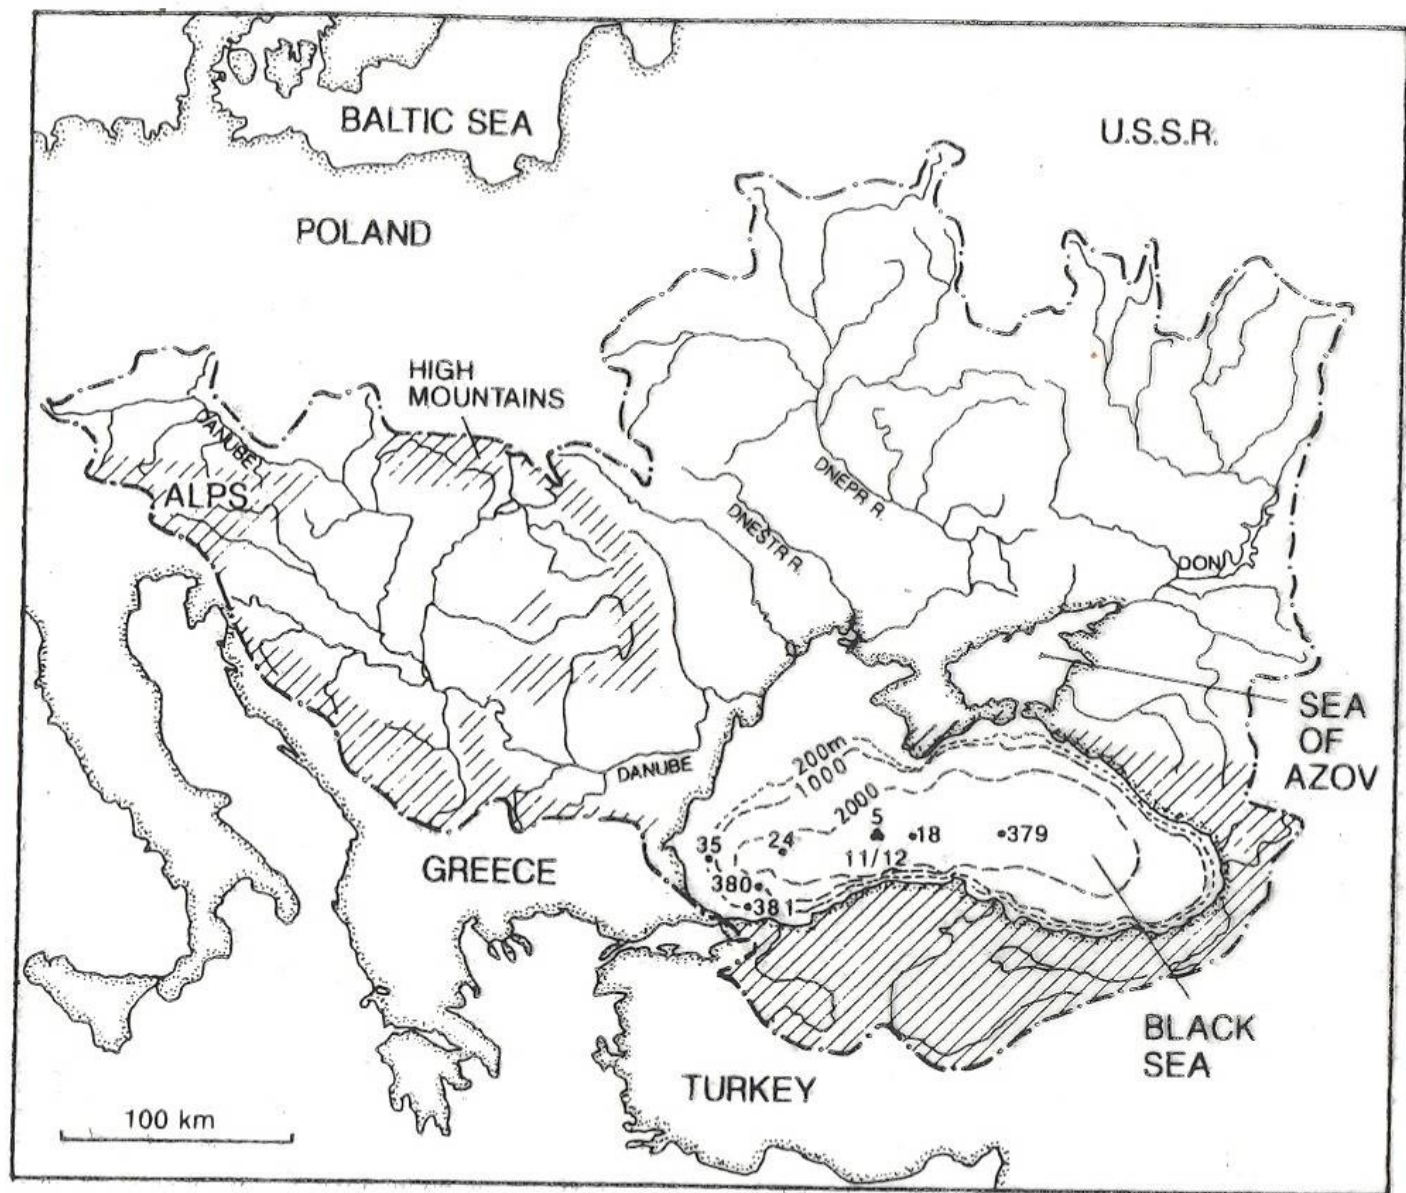 BALTIC SEA
U.S.S.R.
POLAND
HIGH
MOUNTAINS
DANUBE
ALPS
DNEPR. R.
DNESTR R.
DON
SEA
OF
AZOV
200m
1000
2000
DANUBE
5
18
379
35
24
11/12
GREECE
380
381
BLACK
SEA
TURKEY
100 km